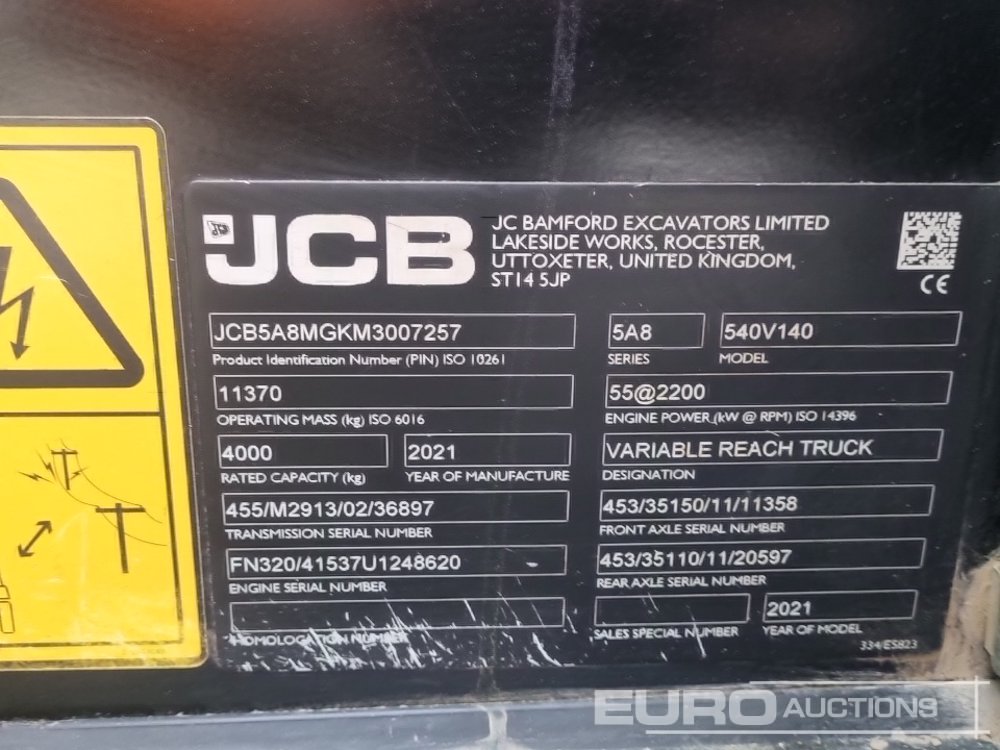 JCB
JC BAMFORD EXCAVATORS LIMITED
LAKESIDE WORKS, ROCESTER,
UTTOXETER, UNITED KINGDOM,
ST14 5JP
CE
JCB5A8MGKM3007257
Product Identification Number (PIN) ISO 10261
5A8
SERIES
540V140
MODEL
11370
OPERATING MASS (kg) ISO 6016
55@2200
ENGINE POWER (kW @ RPM) ISO 14396
4000
RATED CAPACITY (kg)
2021
YEAR OF MANUFACTURE
VARIABLE REACH TRUCK
DESIGNATION
455/M2913/02/36897
TRANSMISSION SERIAL NUMBER
453/35150/11/11358
FRONT AXLE SERIAL NUMBER
FN320/41537U1248620
ENGINE SERIAL NUMBER
453/35110/11/20597
REAR AXLE SERIAL NUMBER
HOMOLOGATION NUMBER
SALES SPECIAL NUMBER
2021
YEAR OF MODEL
334/E5823
EURO AUCTIONS